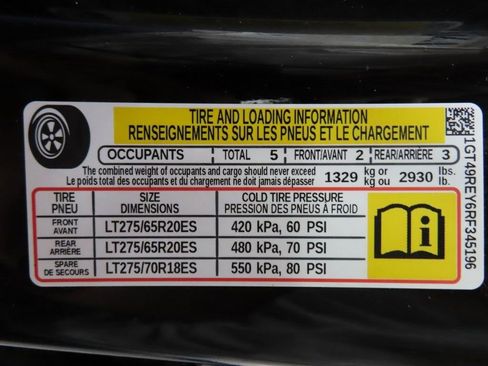 TIRE AND LOADING INFORMATION
RENSEIGNEMENTS SUR LES PNEUS ET LE CHARGEMENT
OCCUPANTS TOTAL 5 FRONT/AVANT 2 REAR/ARRIÈRE 3
The combined weight of occupants and cargo should never exceed
Le poids total des occupants et du chargement ne doit jamais dépasser
1329 kg or kg ou 2930 lbs. lb.
TIRE PNEU SIZE DIMENSIONS COLD TIRE PRESSURE PRESSION DES PNEUS À FROID
FRONT AVANT LT275/65R20ES 420 kPa, 60 PSI
REAR ARRIÈRE LT275/65R20ES 480 kPa, 70 PSI
SPARE DE SECOURS LT275/70R18ES 550 kPa, 80 PSI
1GT49REY6RF345196